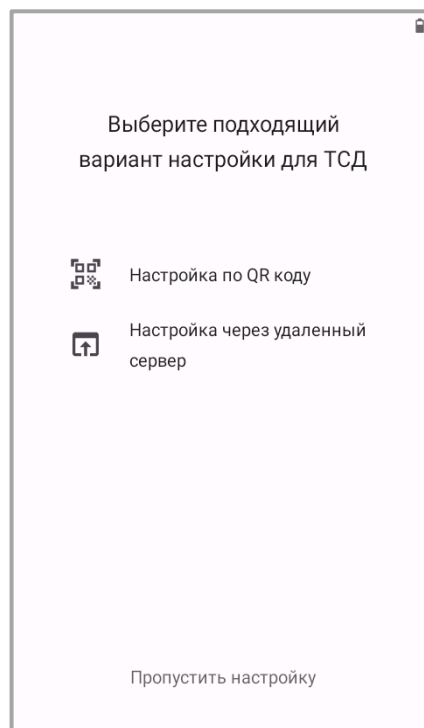 Выберите подходящий
вариант настройки для ТСД
Настройка по QR коду
Настройка через удаленный
сервер
Пропустить настройку